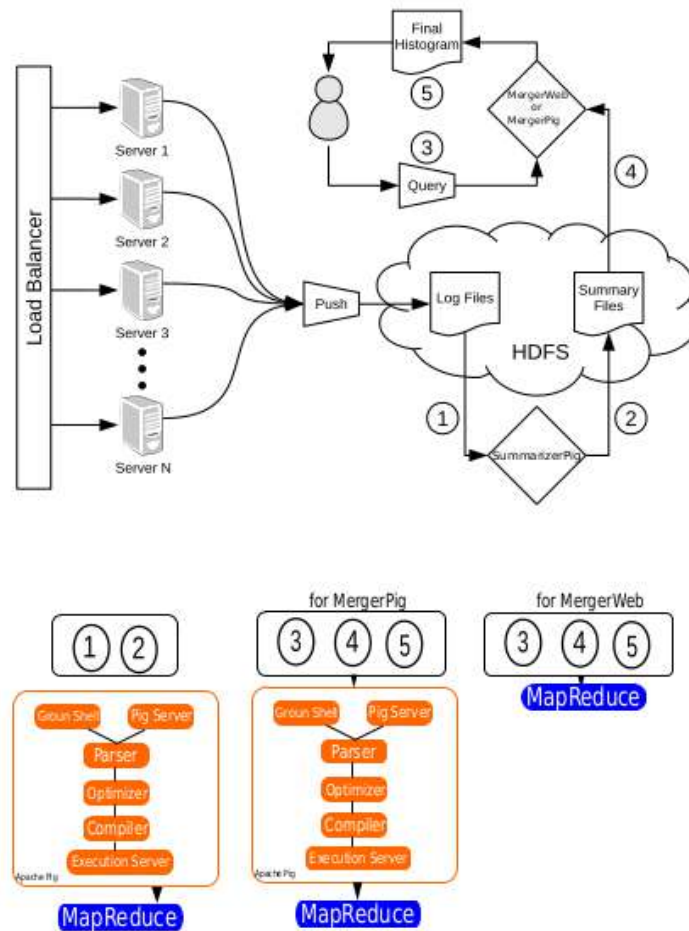 Final
Histogram
5
MergerWeb
or
MergerPig
3
Query
4
Load Balancer
Server 1
Server 2
Server 3
Server N
Push
Log Files
Summary
Files
HDFS
1
2
SummarizerPig
1 2
for MergerPig
3 4 5
for MergerWeb
3 4 5
MapReduce
Groun Shell Pig Server
Parser
Optimizer
Compiler
Execution Server
Apache Pig
MapReduce
Groun Shell Pig Server
Parser
Optimizer
Compiler
Execution Server
Apache Pig
MapReduce